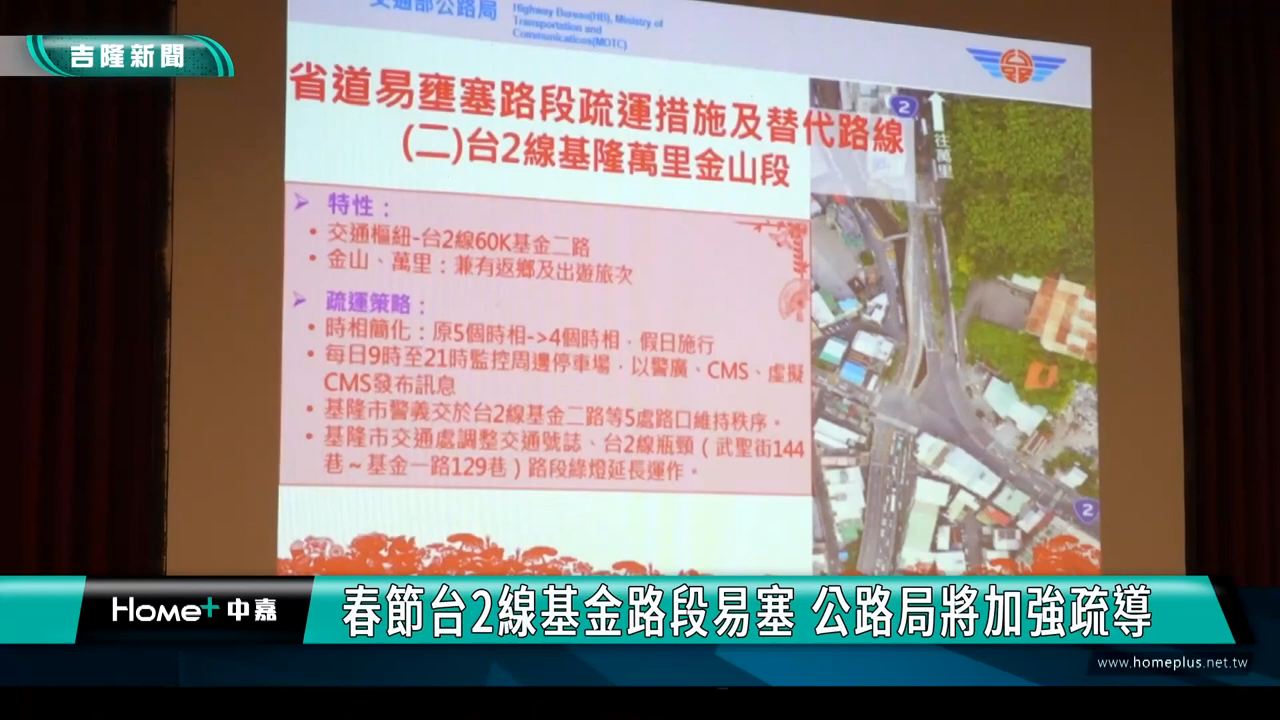 交通部公路局
Highway Bureau(HB), Ministry of
Transportation and
Communications(MOTC)
吉隆新聞
省道易壅塞路段疏運措施及替代路線
(二)台2線基隆萬里金山段
2
往萬里
➢ 特性：
• 交通樞紐-台2線60K基金二路
• 金山、萬里：兼有返鄉及出遊旅次
➢ 疏運策略：
• 時相簡化：原5個時相->4個時相，假日施行
• 每日9時至21時監控周邊停車場，以警廣、CMS、虛擬
CMS發布訊息
• 基隆市警義交於台2線基金二路等5處路口維持秩序。
• 基隆市交通處調整交通號誌、台2線瓶頸（武聖街144
巷～基金一路129巷）路段綠燈延長運作。
2
Home+ 中嘉
春節台2線基金路段易塞 公路局將加強疏導
www.homeplus.net.tw